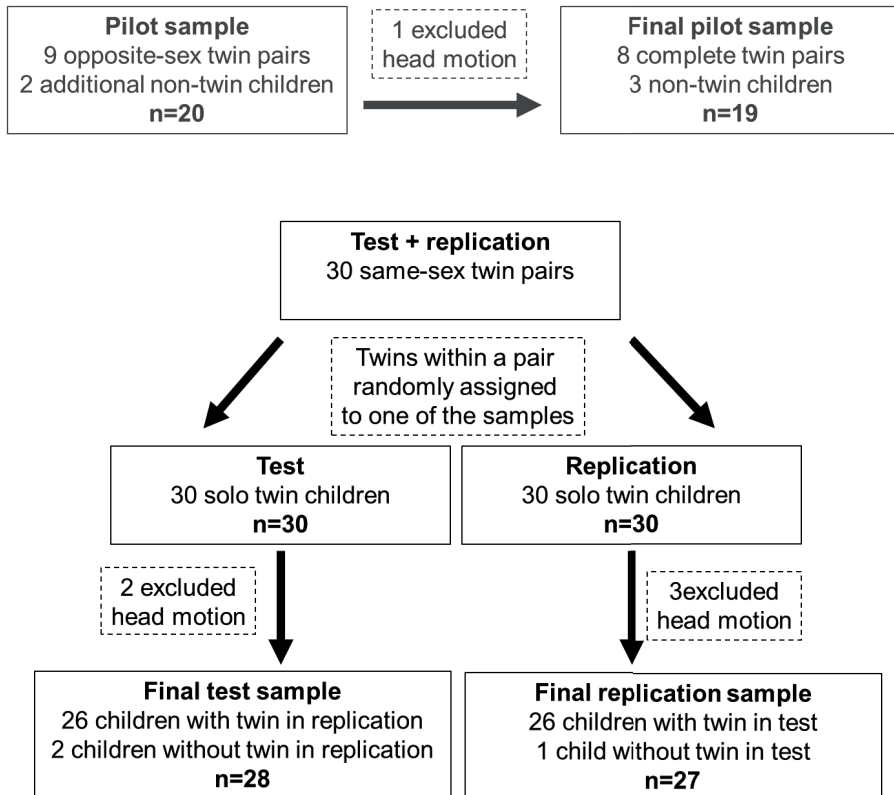 Pilot sample
9 opposite-sex twin pairs
2 additional non-twin children
n=20
1 excluded
head motion
Final pilot sample
8 complete twin pairs
3 non-twin children
n=19
Test + replication
30 same-sex twin pairs
Twins within a pair
randomly assigned
to one of the samples
Test
30 solo twin children
n=30
Replication
30 solo twin children
n=30
2 excluded
head motion
3excluded
head motion
Final test sample
26 children with twin in replication
2 children without twin in replication
n=28
Final replication sample
26 children with twin in test
1 child without twin in test
n=27